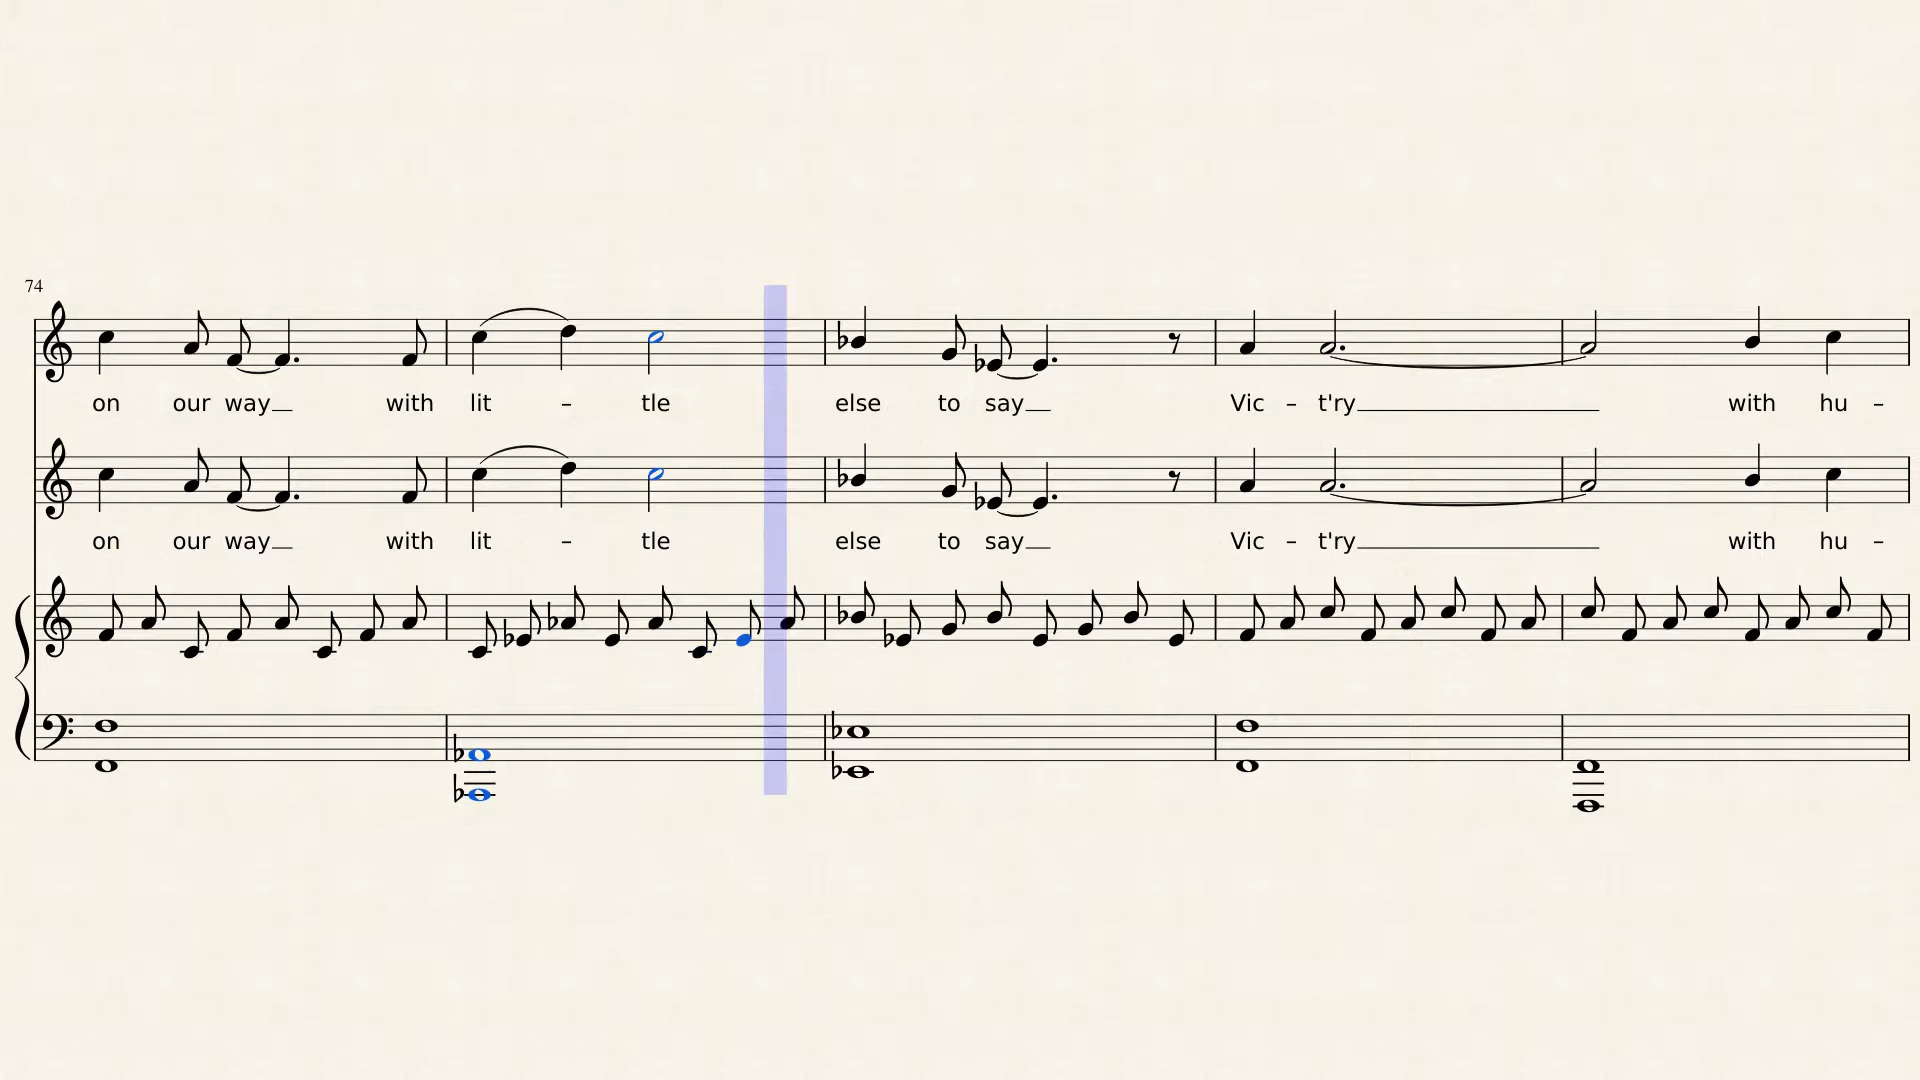 74
on our way with lit - tle else to say Vic - t'ry with hu -
on our way with lit - tle else to say Vic - t'ry with hu -